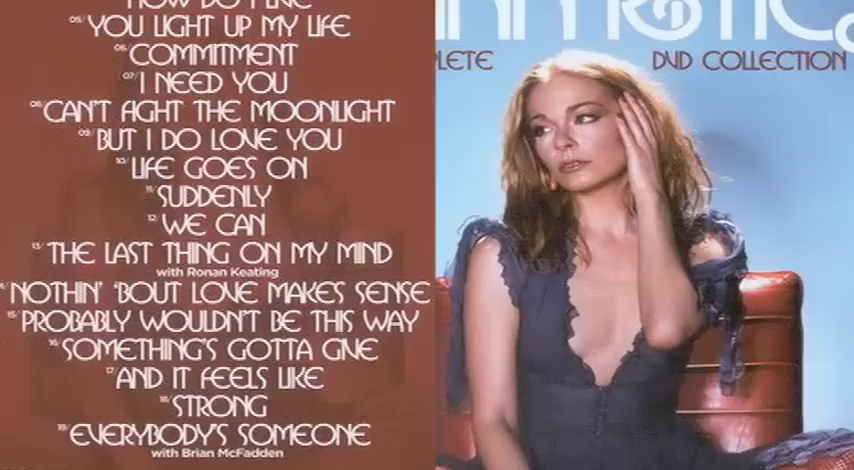 HOW DO I LIVE
05/ YOU LIGHT UP MY LIFE
06/ COMMITMENT
07/ I NEED YOU
08/ CAN'T FIGHT THE MOONLIGHT
09/ BUT I DO LOVE YOU
10/ LIFE GOES ON
11/ SUDDENLY
12/ WE CAN
13/ THE LAST THING ON MY MIND
with Ronan Keating
NOTHIN' 'BOUT LOVE MAKES SENSE
15/ PROBABLY WOULDN'T BE THIS WAY
16/ SOMETHING'S GOTTA GIVE
17/ AND IT FEELS LIKE
18/ STRONG
19/ EVERYBODY'S SOMEONE
with Brian McFadden
PLETE DVD COLLECTION